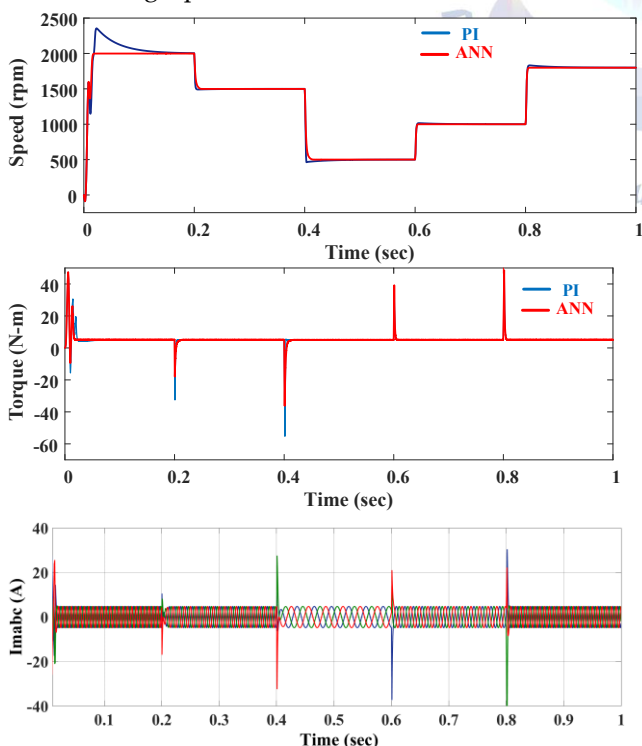 2500
2000
1500
1000
500
0
Speed (rpm)
PI
ANN
0 0.2 0.4 0.6 0.8 1
Time (sec)
40
20
0
-20
-40
-60
Torque (N-m)
PI
ANN
0 0.2 0.4 0.6 0.8 1
Time (sec)
40
20
0
-20
-40
Imabc (A)
0.1 0.2 0.3 0.4 0.5 0.6 0.7 0.8 0.9 1
Time (sec)